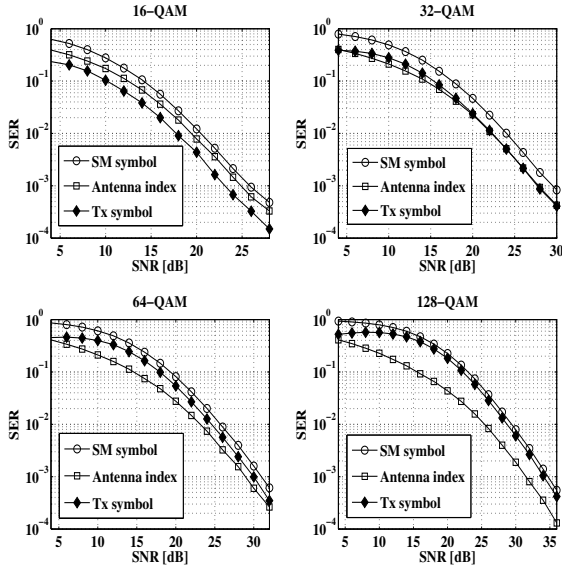 16-QAM
10^0
10^-1
10^-2
10^-3
10^-4
SER
SM symbol
Antenna index
Tx symbol
5 10 15 20 25
SNR [dB]
32-QAM
10^0
10^-1
10^-2
10^-3
10^-4
SER
SM symbol
Antenna index
Tx symbol
5 10 15 20 25 30
SNR [dB]
64-QAM
10^0
10^-1
10^-2
10^-3
10^-4
SER
SM symbol
Antenna index
Tx symbol
5 10 15 20 25 30
SNR [dB]
128-QAM
10^0
10^-1
10^-2
10^-3
10^-4
SER
SM symbol
Antenna index
Tx symbol
5 10 15 20 25 30 35
SNR [dB]